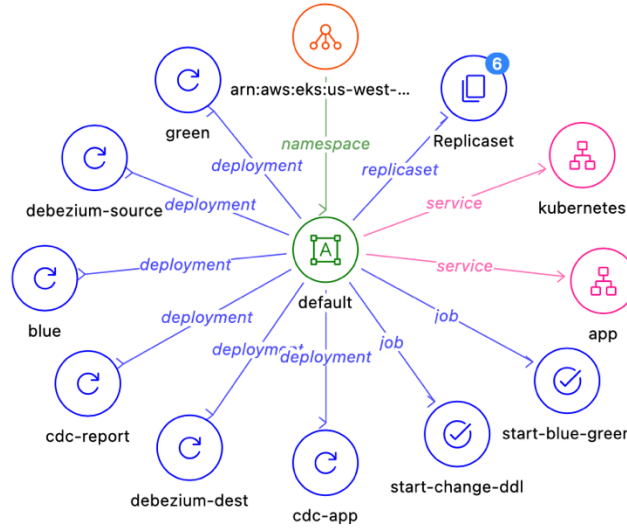 6
arn:aws:eks:us-west-...
Replicaset
green
namespace
deployment
replicaset
debezium-source
deployment
kubernetes
service
A
deployment
service
blue
default
app
deployment
job
deployment
deployment
job
cdc-report
start-blue-green
debezium-dest
start-change-ddl
cdc-app